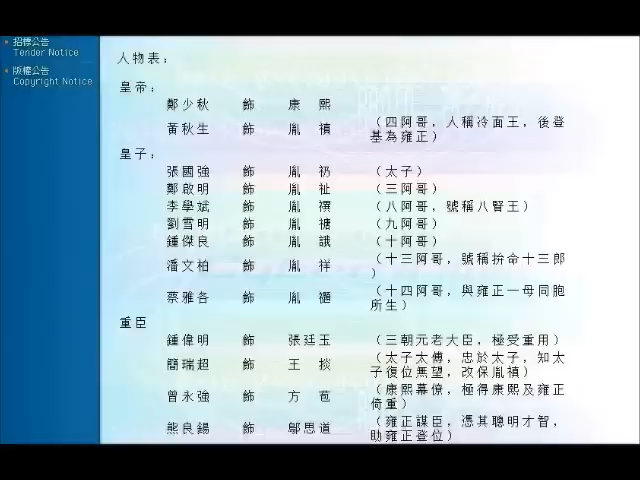 招標公告
Tender Notice
版權公告
Copyright Notice
人物表：
皇帝：
鄭少秋 飾 康熙
黃秋生 飾 胤禛 （四阿哥，人稱冷面王，後登
基為雍正）
皇子：
張國強 飾 胤礽 （太子）
鄭啟明 飾 胤祉 （三阿哥）
李學斌 飾 胤禩 （八阿哥，號稱八賢王）
劉雪明 飾 胤禟 （九阿哥）
鍾傑良 飾 胤䄉 （十阿哥）
潘文柏 飾 胤祥 （十三阿哥，號稱拚命十三郎
）
蔡雅各 飾 胤禵 （十四阿哥，與雍正一母同胞
所生）
重臣
鍾偉明 飾 張廷玉 （三朝元老大臣，極受重用）
簡瑞超 飾 王掞 （太子太傅，忠於太子，知太
子復位無望，改保胤禛）
曾永強 飾 方苞 （康熙幕僚，極得康熙及雍正
倚重）
熊良錫 飾 鄔思道 （雍正謀臣，憑其聰明才智，
助雍正登位）